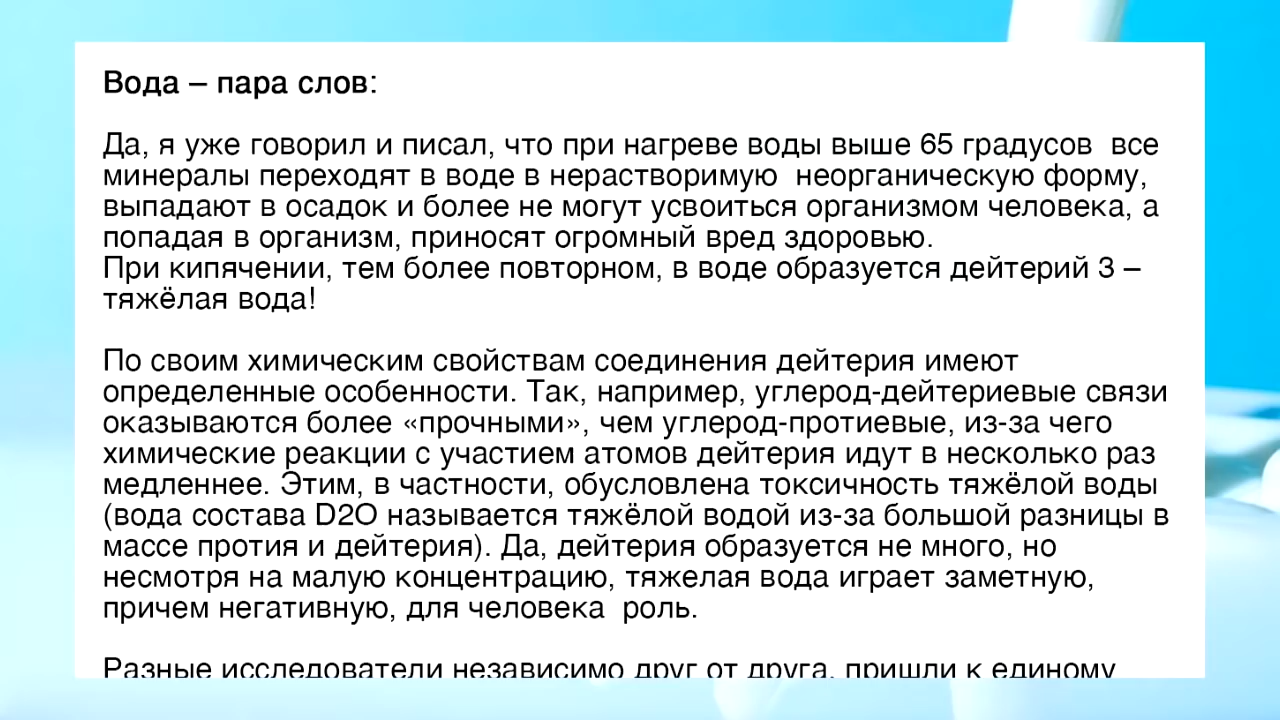 Вода – пара слов:
Да, я уже говорил и писал, что при нагреве воды выше 65 градусов  все
минералы переходят в воде в нерастворимую  неорганическую форму,
выпадают в осадок и более не могут усвоиться организмом человека, а
попадая в организм, приносят огромный вред здоровью.
При кипячении, тем более повторном, в воде образуется дейтерий 3 –
тяжёлая вода!
По своим химическим свойствам соединения дейтерия имеют
определенные особенности. Так, например, углерод-дейтериевые связи
оказываются более «прочными», чем углерод-протиевые, из-за чего
химические реакции с участием атомов дейтерия идут в несколько раз
медленнее. Этим, в частности, обусловлена токсичность тяжёлой воды
(вода состава D2O называется тяжёлой водой из-за большой разницы в
массе протия и дейтерия). Да, дейтерия образуется не много, но
несмотря на малую концентрацию, тяжелая вода играет заметную,
причем негативную, для человека  роль.
Разные исследователи независимо друг от друга, пришли к единому